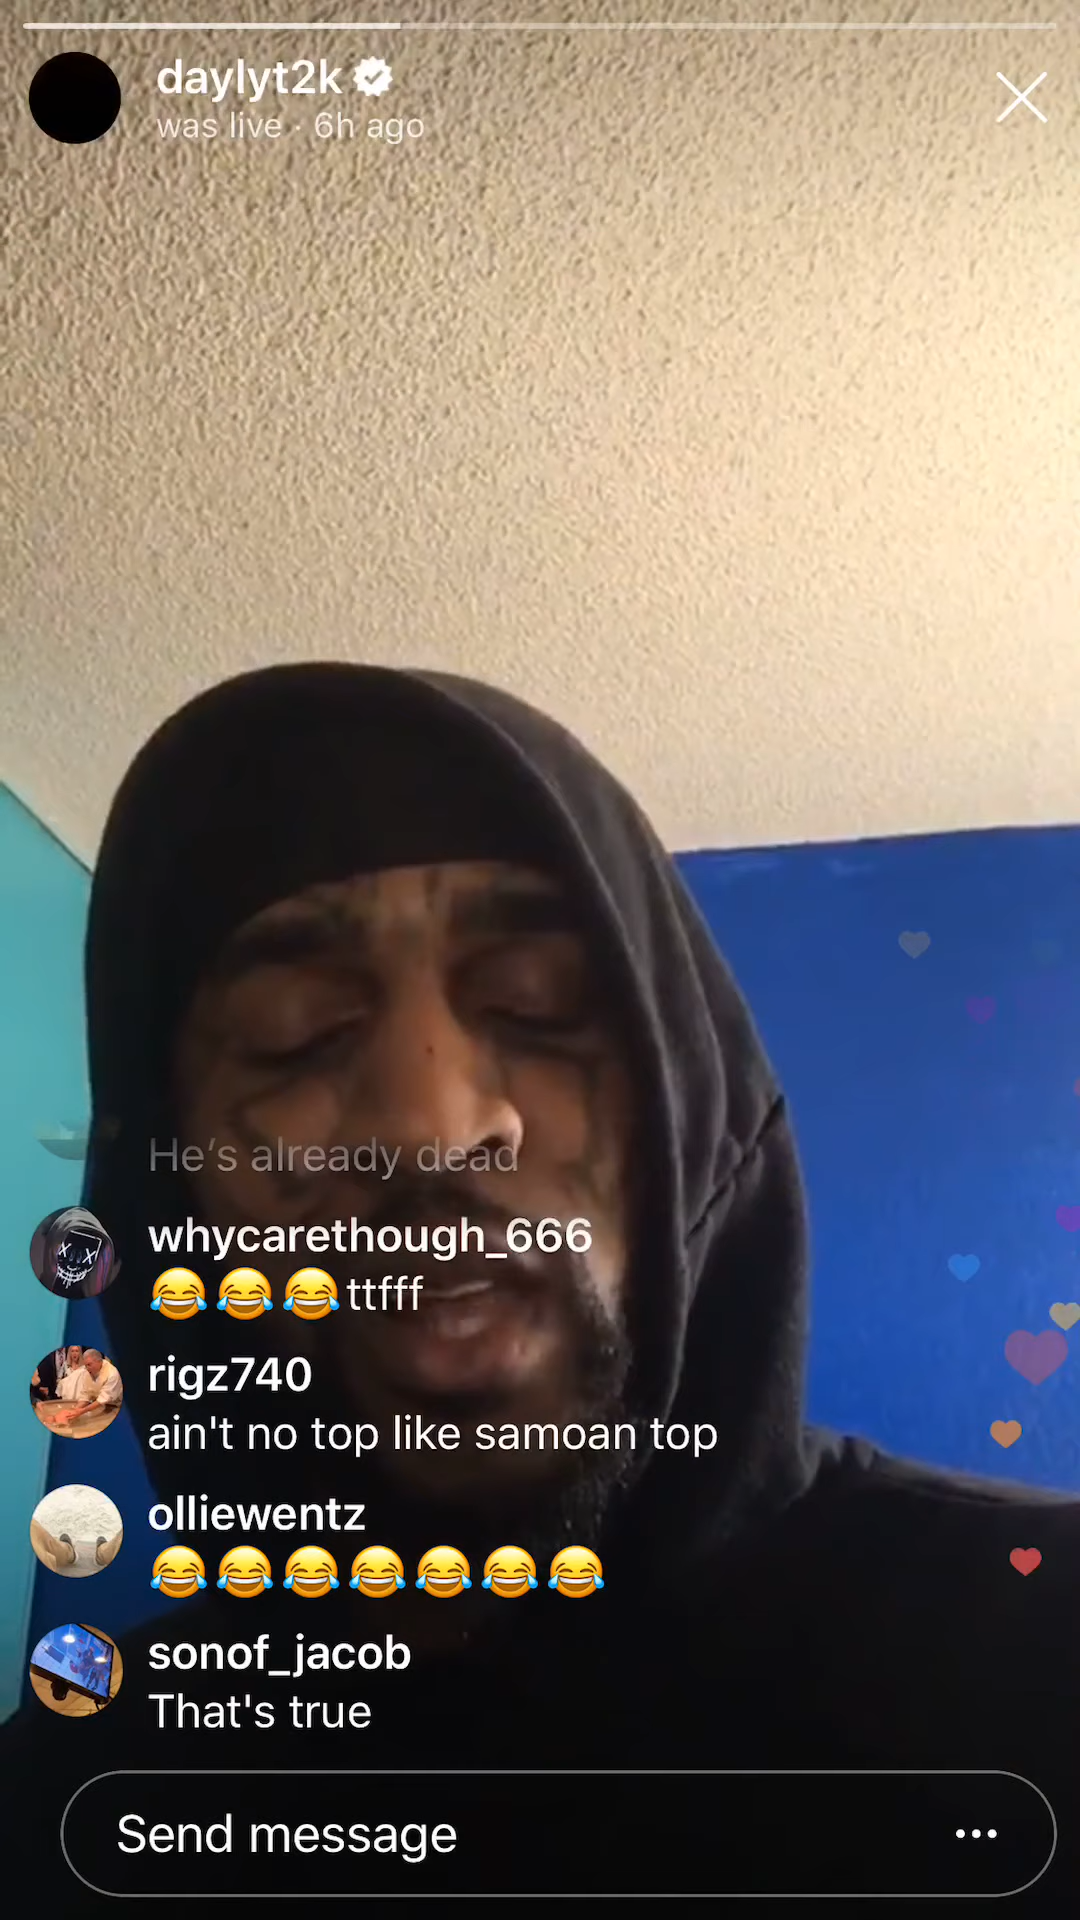 daylyt2k
was live · 6h ago
He's already dead
whycarethough_666
😂😂😂ttfff
rigz740
ain't no top like samoan top
olliewentz
😂😂😂😂😂😂😂
sonof_jacob
That's true
Send message